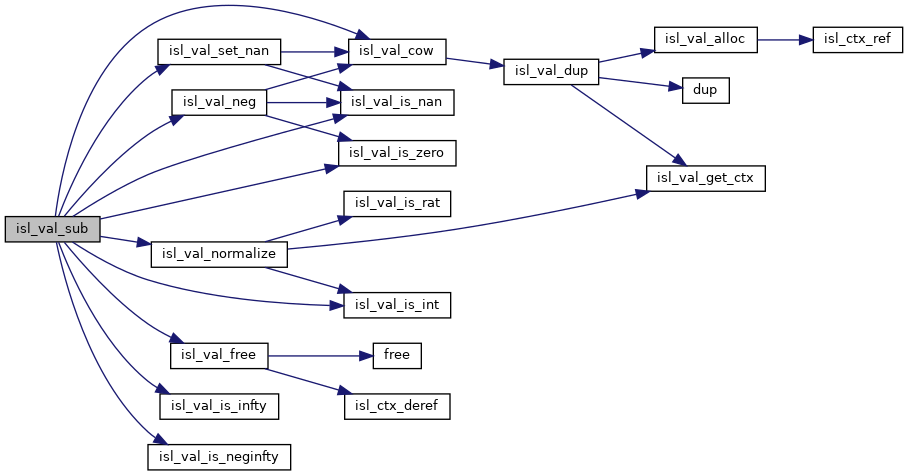 isl_val_sub
isl_val_set_nan
isl_val_neg
isl_val_normalize
isl_val_free
isl_val_is_infty
isl_val_is_neginfty
isl_val_cow
isl_val_is_nan
isl_val_is_zero
isl_val_is_rat
isl_val_is_int
free
isl_ctx_deref
isl_val_dup
isl_val_alloc
dup
isl_val_get_ctx
isl_ctx_ref